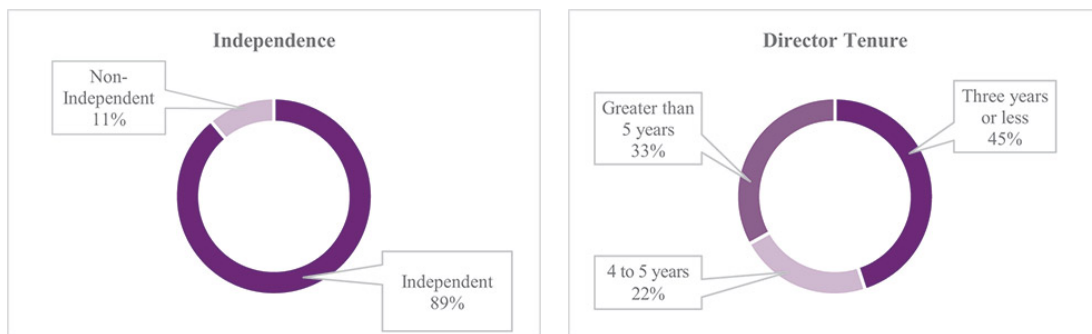 Independence
Non-
Independent
11%
Independent
89%
Director Tenure
Greater than
5 years
33%
Three years
or less
45%
4 to 5 years
22%